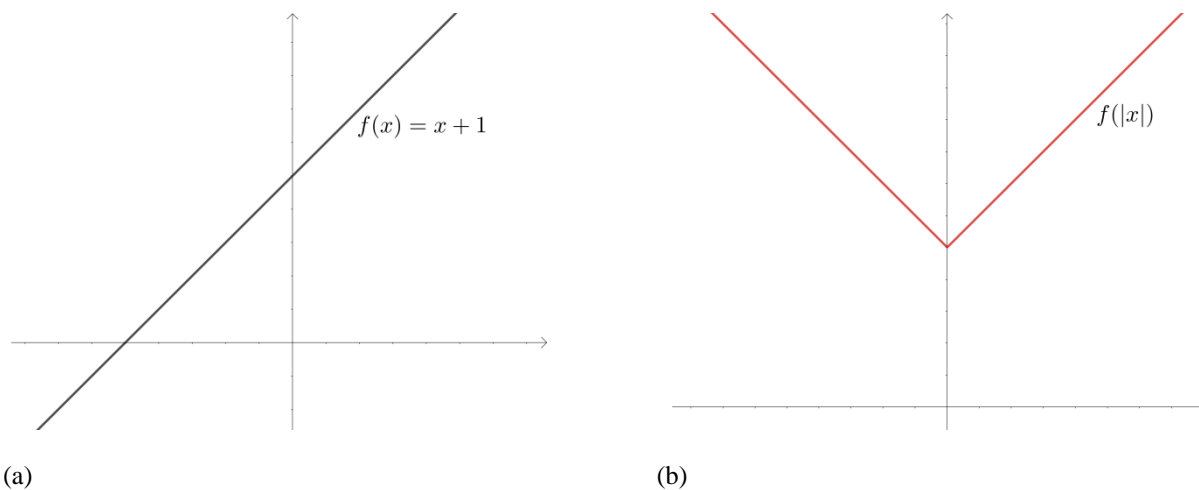 f(x) = x + 1
f(|x|)
(a)
(b)